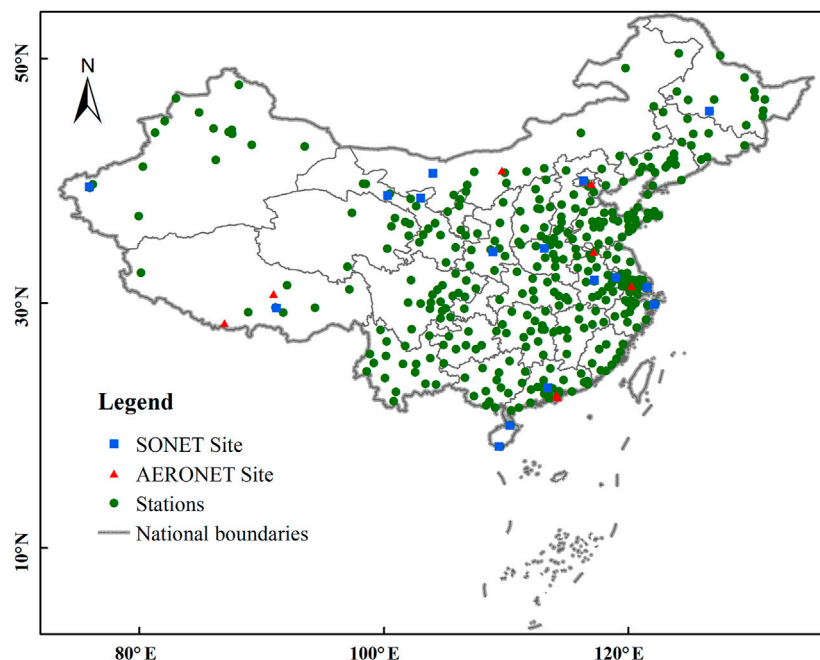 50°N
N
30°N
Legend
SONET Site
AERONET Site
Stations
National boundaries
10°N
80° E
100° E
120° E